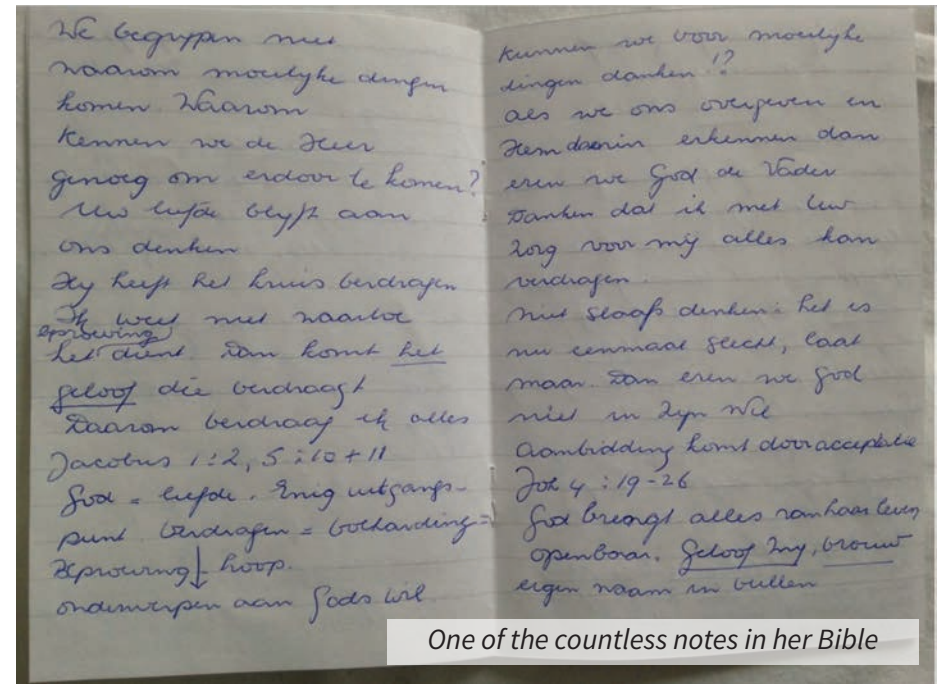 We begrijpen niet
waarom moeilijke dingen
komen. Waarom
Kennen we de Heer
genoeg om erdoor te komen?
Uw liefde blijft aan
ons denken
Hij heeft het kruis verdragen
Ik weet niet waartoe
beproeving
het dient. Dan komt het
geloof die verdraagt
Daarom verdraag ik alles
Jacobus 1:2, 5:10 + 11
God = liefde. Enig uitgangs-
punt. Verdragen = volharding =
Beproeving hoop.
onderwerpen aan Gods wil
Kunnen we voor moeilijke
dingen danken!?
als we ons overgeven en
Hem daarin erkennen dan
eren we God de Vader
Danken dat ik met Uw
zorg voor mij alles kan
verdragen.
niet slaafs denken: het is
nu eenmaal slecht, laat
maar. Dan eren we God
niet in Zijn Wil
Aanbidding komt door acceptatie
Joh 4:19-26
God brengt alles van haar leven
openbaar. Geloof Mij, vrouw
eigen naam in vullen
One of the countless notes in her Bible